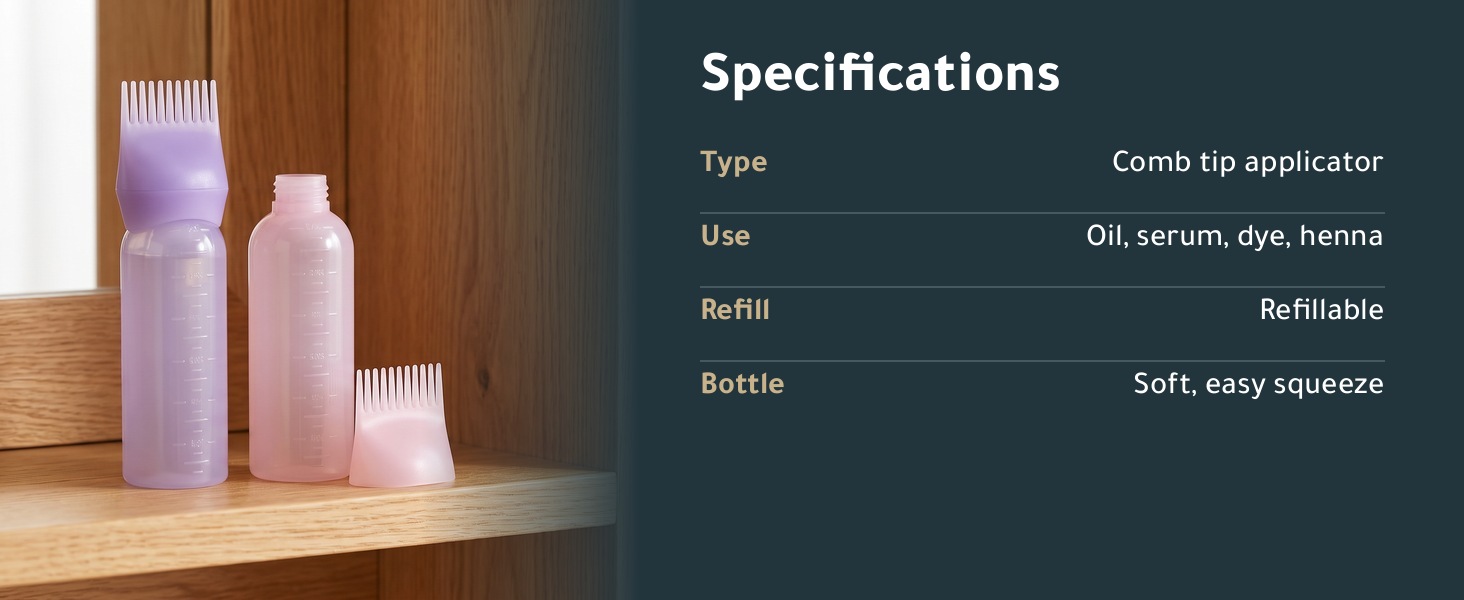 Specifications
Type Comb tip applicator
Use Oil, serum, dye, henna
Refill Refillable
Bottle Soft, easy squeeze